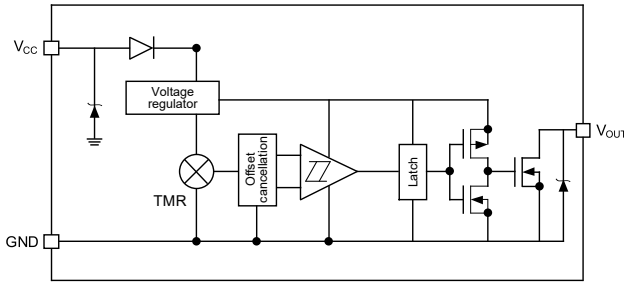 VCC
Voltage
regulator
Offset
cancellation
Latch
VOUT
TMR
GND